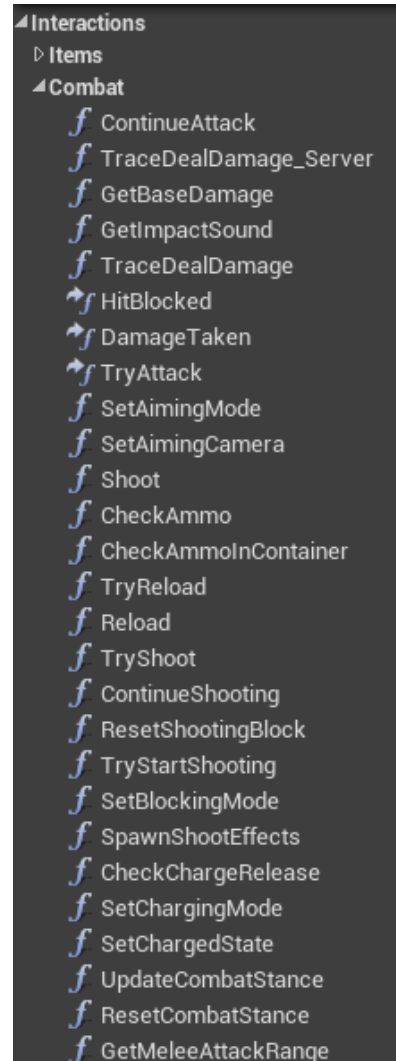 Interactions
Items
Combat
ContinueAttack
TraceDealDamage_Server
GetBaseDamage
GetImpactSound
TraceDealDamage
HitBlocked
DamageTaken
TryAttack
SetAimingMode
SetAimingCamera
Shoot
CheckAmmo
CheckAmmoInContainer
TryReload
Reload
TryShoot
ContinueShooting
ResetShootingBlock
TryStartShooting
SetBlockingMode
SpawnShootEffects
CheckChargeRelease
SetChargingMode
SetChargedState
UpdateCombatStance
ResetCombatStance
GetMeleeAttackRange